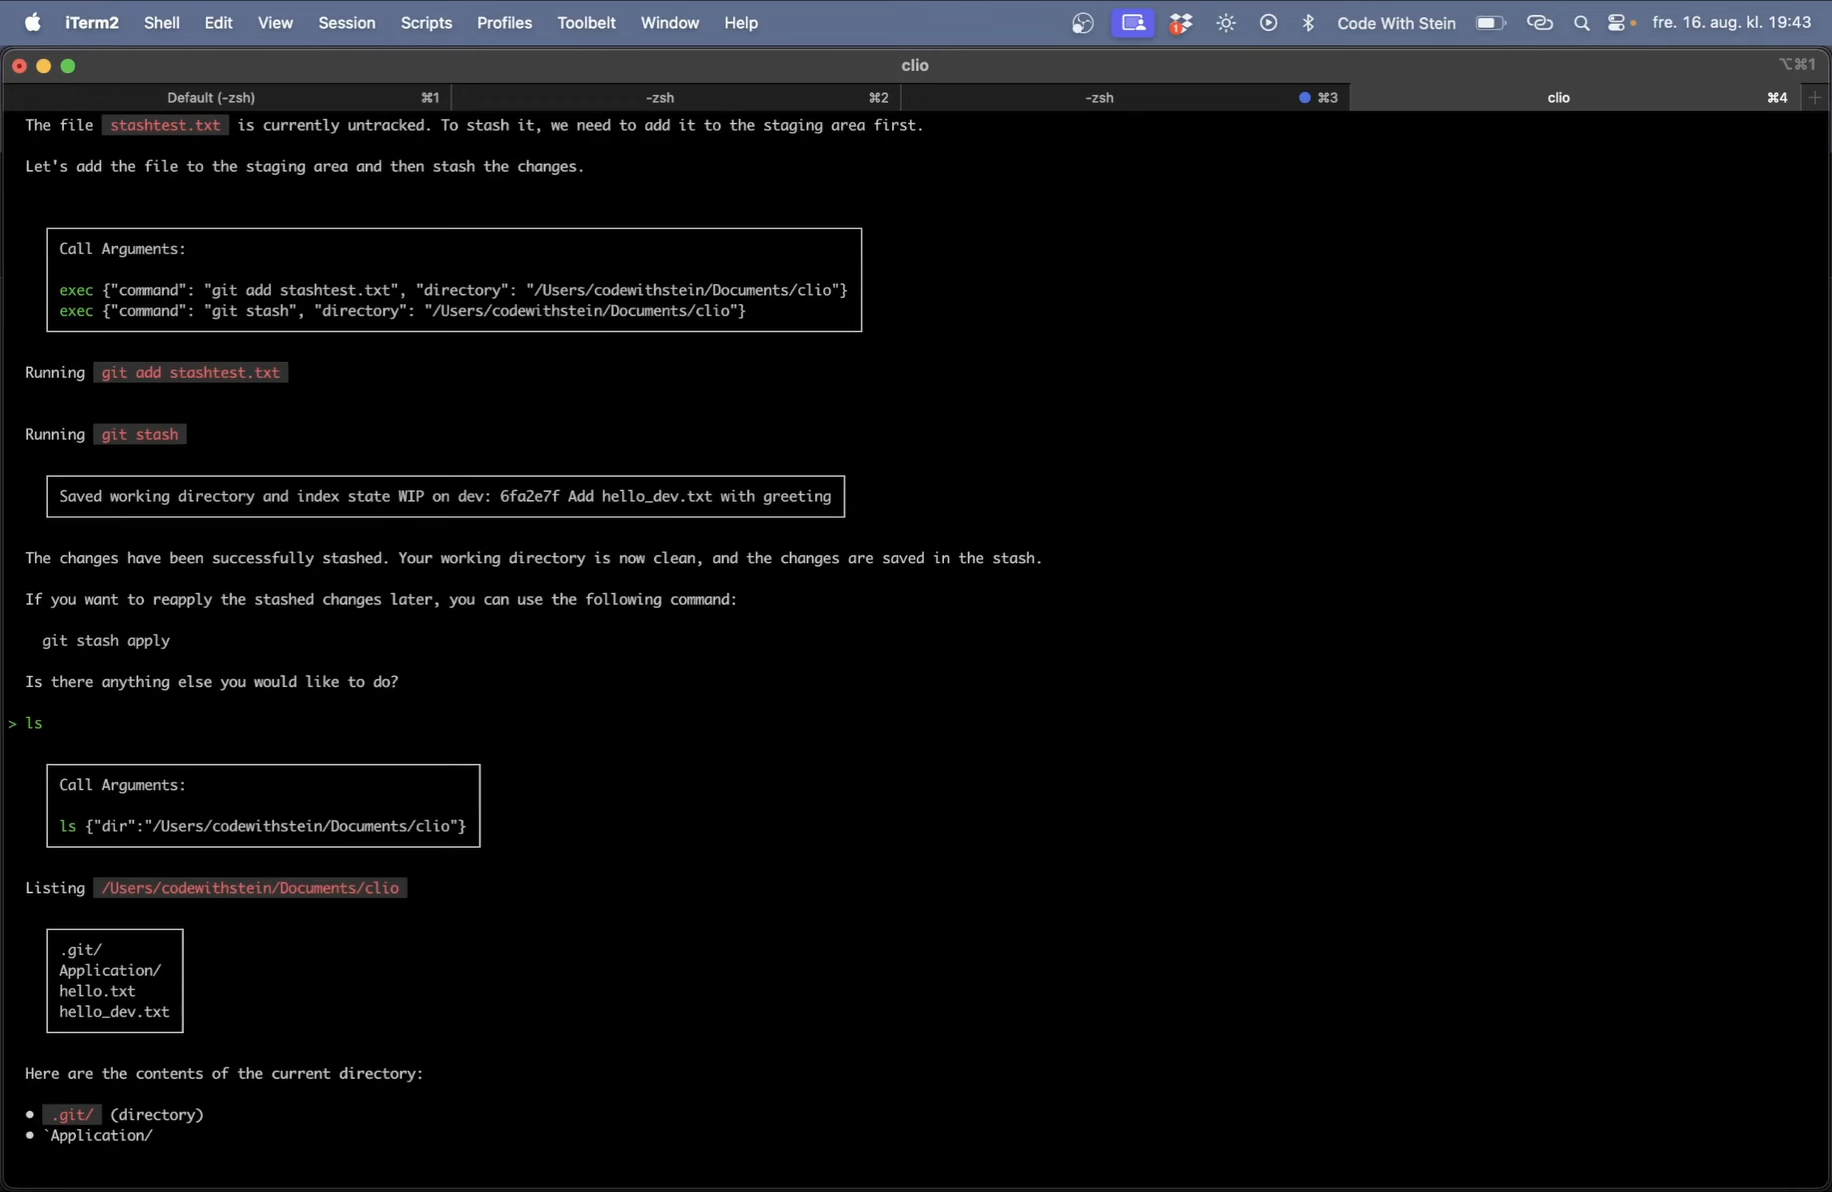 iTerm2 Shell Edit View Session Scripts Profiles Toolbelt Window Help 1 Code With Stein fre. 16. aug. kl. 19:43
clio ⌥⌘1
Default (-zsh) ⌘1 -zsh ⌘2 -zsh ⌘3 clio ⌘4 +
The file stashtest.txt is currently untracked. To stash it, we need to add it to the staging area first.
Let's add the file to the staging area and then stash the changes.
Call Arguments:
exec {"command": "git add stashtest.txt", "directory": "/Users/codewithstein/Documents/clio"}
exec {"command": "git stash", "directory": "/Users/codewithstein/Documents/clio"}
Running git add stashtest.txt
Running git stash
Saved working directory and index state WIP on dev: 6fa2e7f Add hello_dev.txt with greeting
The changes have been successfully stashed. Your working directory is now clean, and the changes are saved in the stash.
If you want to reapply the stashed changes later, you can use the following command:
git stash apply
Is there anything else you would like to do?
> ls
Call Arguments:
ls {"dir":"/Users/codewithstein/Documents/clio"}
Listing /Users/codewithstein/Documents/clio
.git/
Application/
hello.txt
hello_dev.txt
Here are the contents of the current directory:
• .git/ (directory)
• `Application/